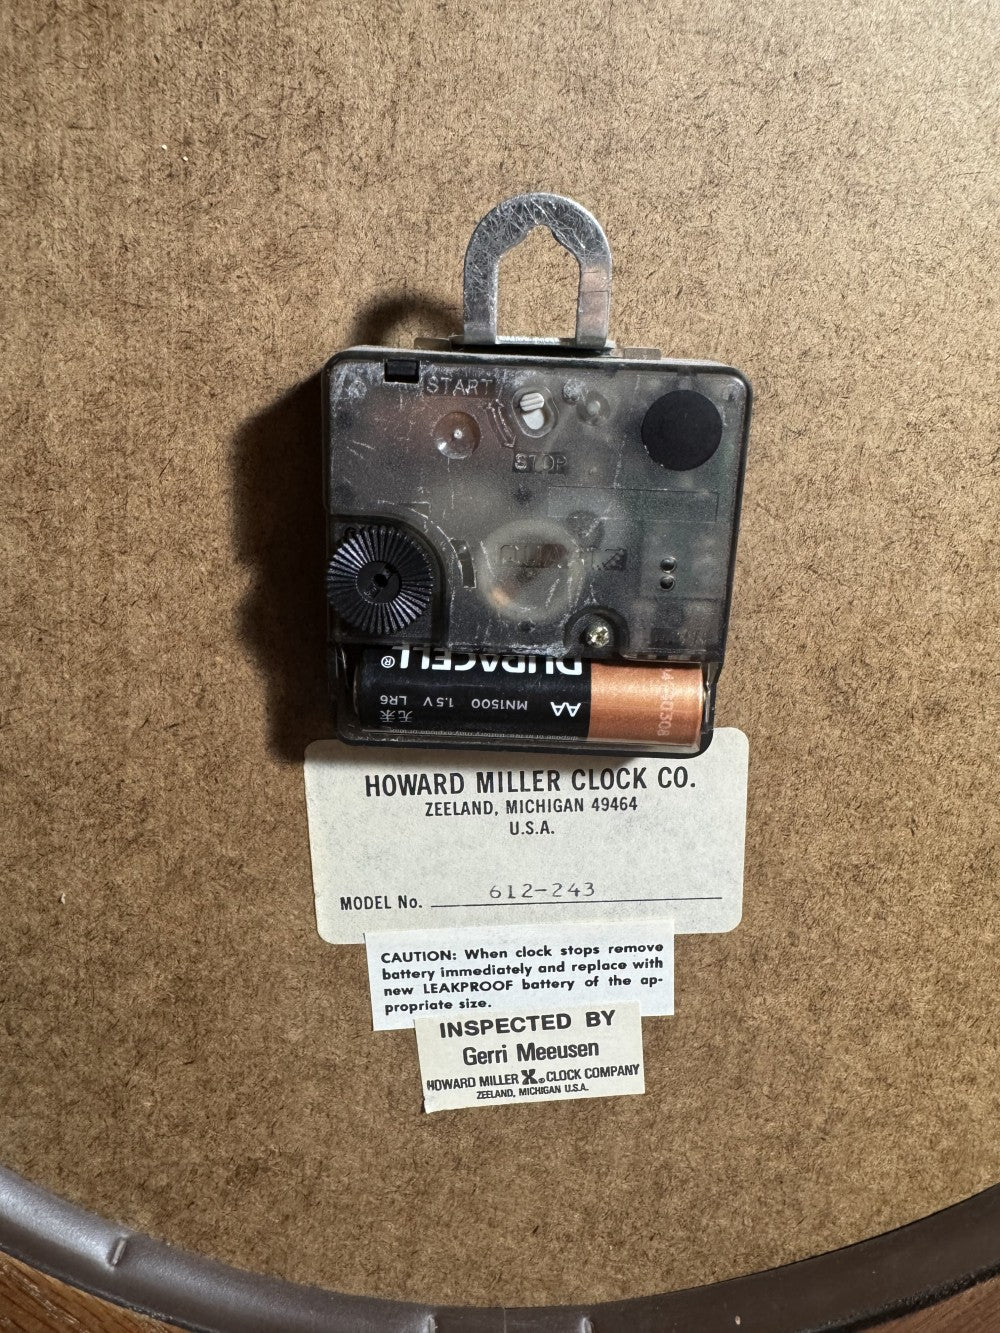 START
STOP
DURACELL®
AA MN1500 1.5V LR6
HOWARD MILLER CLOCK CO.
ZEELAND, MICHIGAN 49464
U.S.A.
MODEL No. 612-243
CAUTION: When clock stops remove
battery immediately and replace with
new LEAKPROOF battery of the ap-
propriate size.
INSPECTED BY
Gerri Meeusen
HOWARD MILLER CLOCK COMPANY
ZEELAND, MICHIGAN U.S.A.